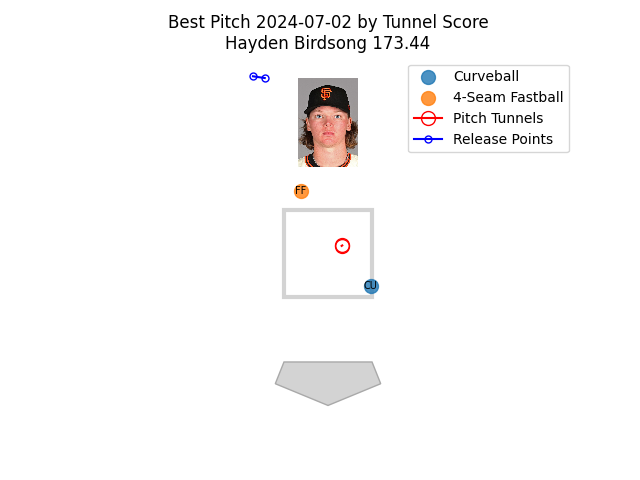 Best Pitch 2024-07-02 by Tunnel Score
Hayden Birdsong 173.44
Curveball
4-Seam Fastball
Pitch Tunnels
Release Points
FF
CU